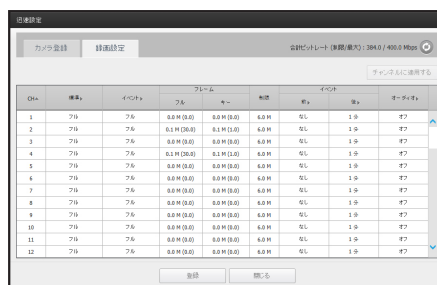 迅速設定
カメラ登録 録画設定 合計ビットレート (制限/最大) : 384.0 / 400.0 Mbps
チャンネルに適用する
CH 標準 イベント フレーム 制限 イベント オーディオ
フル キー 前 後
1 フル フル 0.0 M (0.0) 0.0 M (0.0) 6.0 M なし 1 分 オフ
2 フル フル 0.1 M (30.0) 0.1 M (1.0) 6.0 M なし 1 分 オフ
3 フル フル 0.0 M (0.0) 0.0 M (0.0) 6.0 M なし 1 分 オフ
4 フル フル 0.1 M (30.0) 0.1 M (1.0) 6.0 M なし 1 分 オフ
5 フル フル 0.0 M (0.0) 0.0 M (0.0) 6.0 M なし 1 分 オフ
6 フル フル 0.0 M (0.0) 0.0 M (0.0) 6.0 M なし 1 分 オフ
7 フル フル 0.0 M (0.0) 0.0 M (0.0) 6.0 M なし 1 分 オフ
8 フル フル 0.0 M (0.0) 0.0 M (0.0) 6.0 M なし 1 分 オフ
9 フル フル 0.0 M (0.0) 0.0 M (0.0) 6.0 M なし 1 分 オフ
10 フル フル 0.0 M (0.0) 0.0 M (0.0) 6.0 M なし 1 分 オフ
11 フル フル 0.0 M (0.0) 0.0 M (0.0) 6.0 M なし 1 分 オフ
12 フル フル 0.0 M (0.0) 0.0 M (0.0) 6.0 M なし 1 分 オフ
登録 閉じる